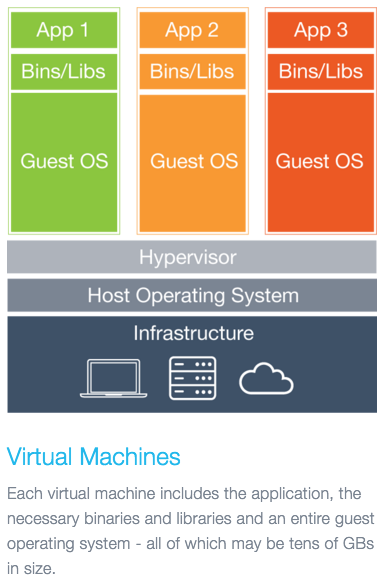 App 1 App 2 App 3
Bins/Libs Bins/Libs Bins/Libs
Guest OS Guest OS Guest OS
Hypervisor
Host Operating System
Infrastructure
Virtual Machines
Each virtual machine includes the application, the
necessary binaries and libraries and an entire guest
operating system - all of which may be tens of GBs
in size.